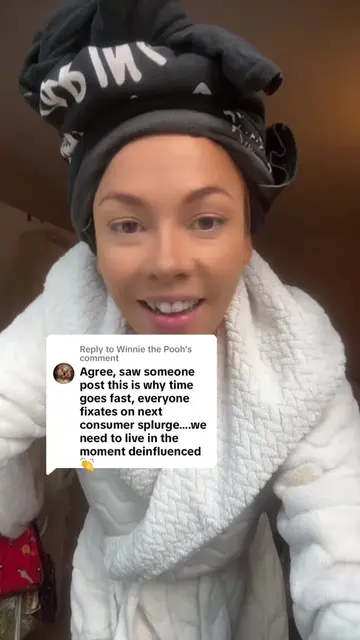 Reply to Winnie the Pooh's
comment
Agree, saw someone
post this is why time
goes fast, everyone
fixates on next
consumer splurge....we
need to live in the
moment deinfluenced
👏